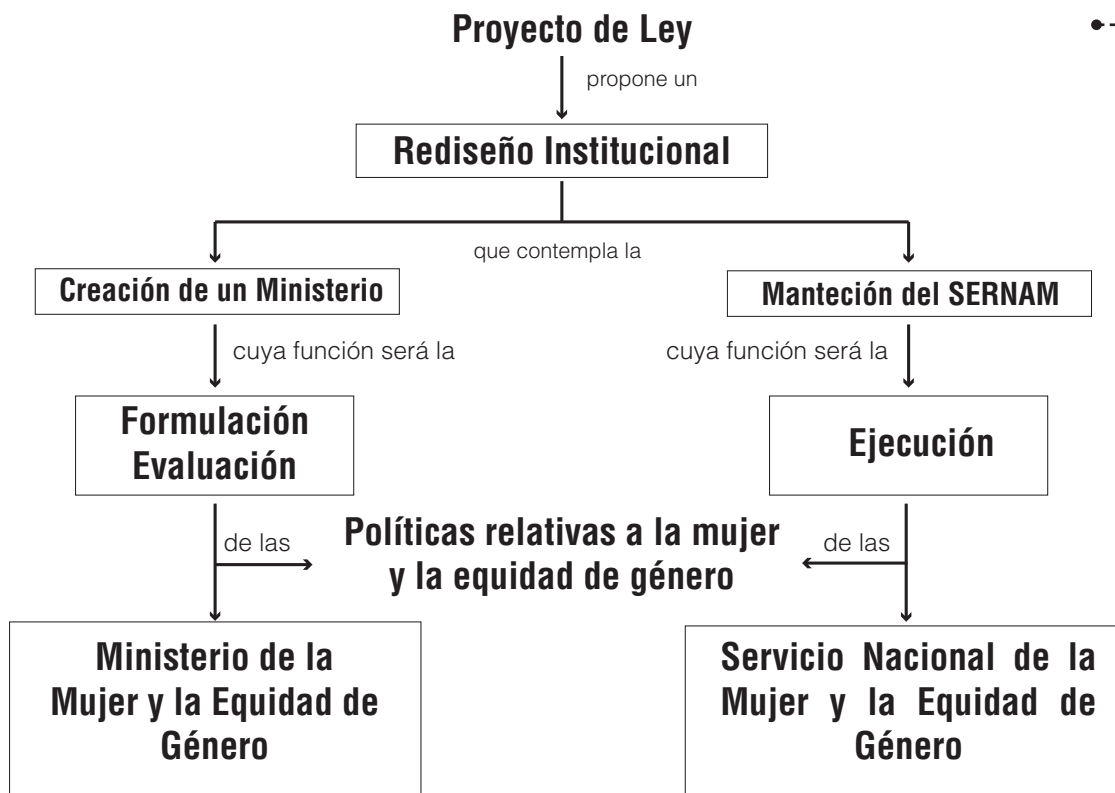 Proyecto de Ley
propone un
Rediseño Institucional
que contempla la
Creación de un Ministerio
Manteción del SERNAM
cuya función será la
cuya función será la
Formulación
Evaluación
Ejecución
de las
Políticas relativas a la mujer
y la equidad de género
de las
Ministerio de la
Mujer y la Equidad de
Género
Servicio Nacional de la
Mujer y la Equidad de
Género